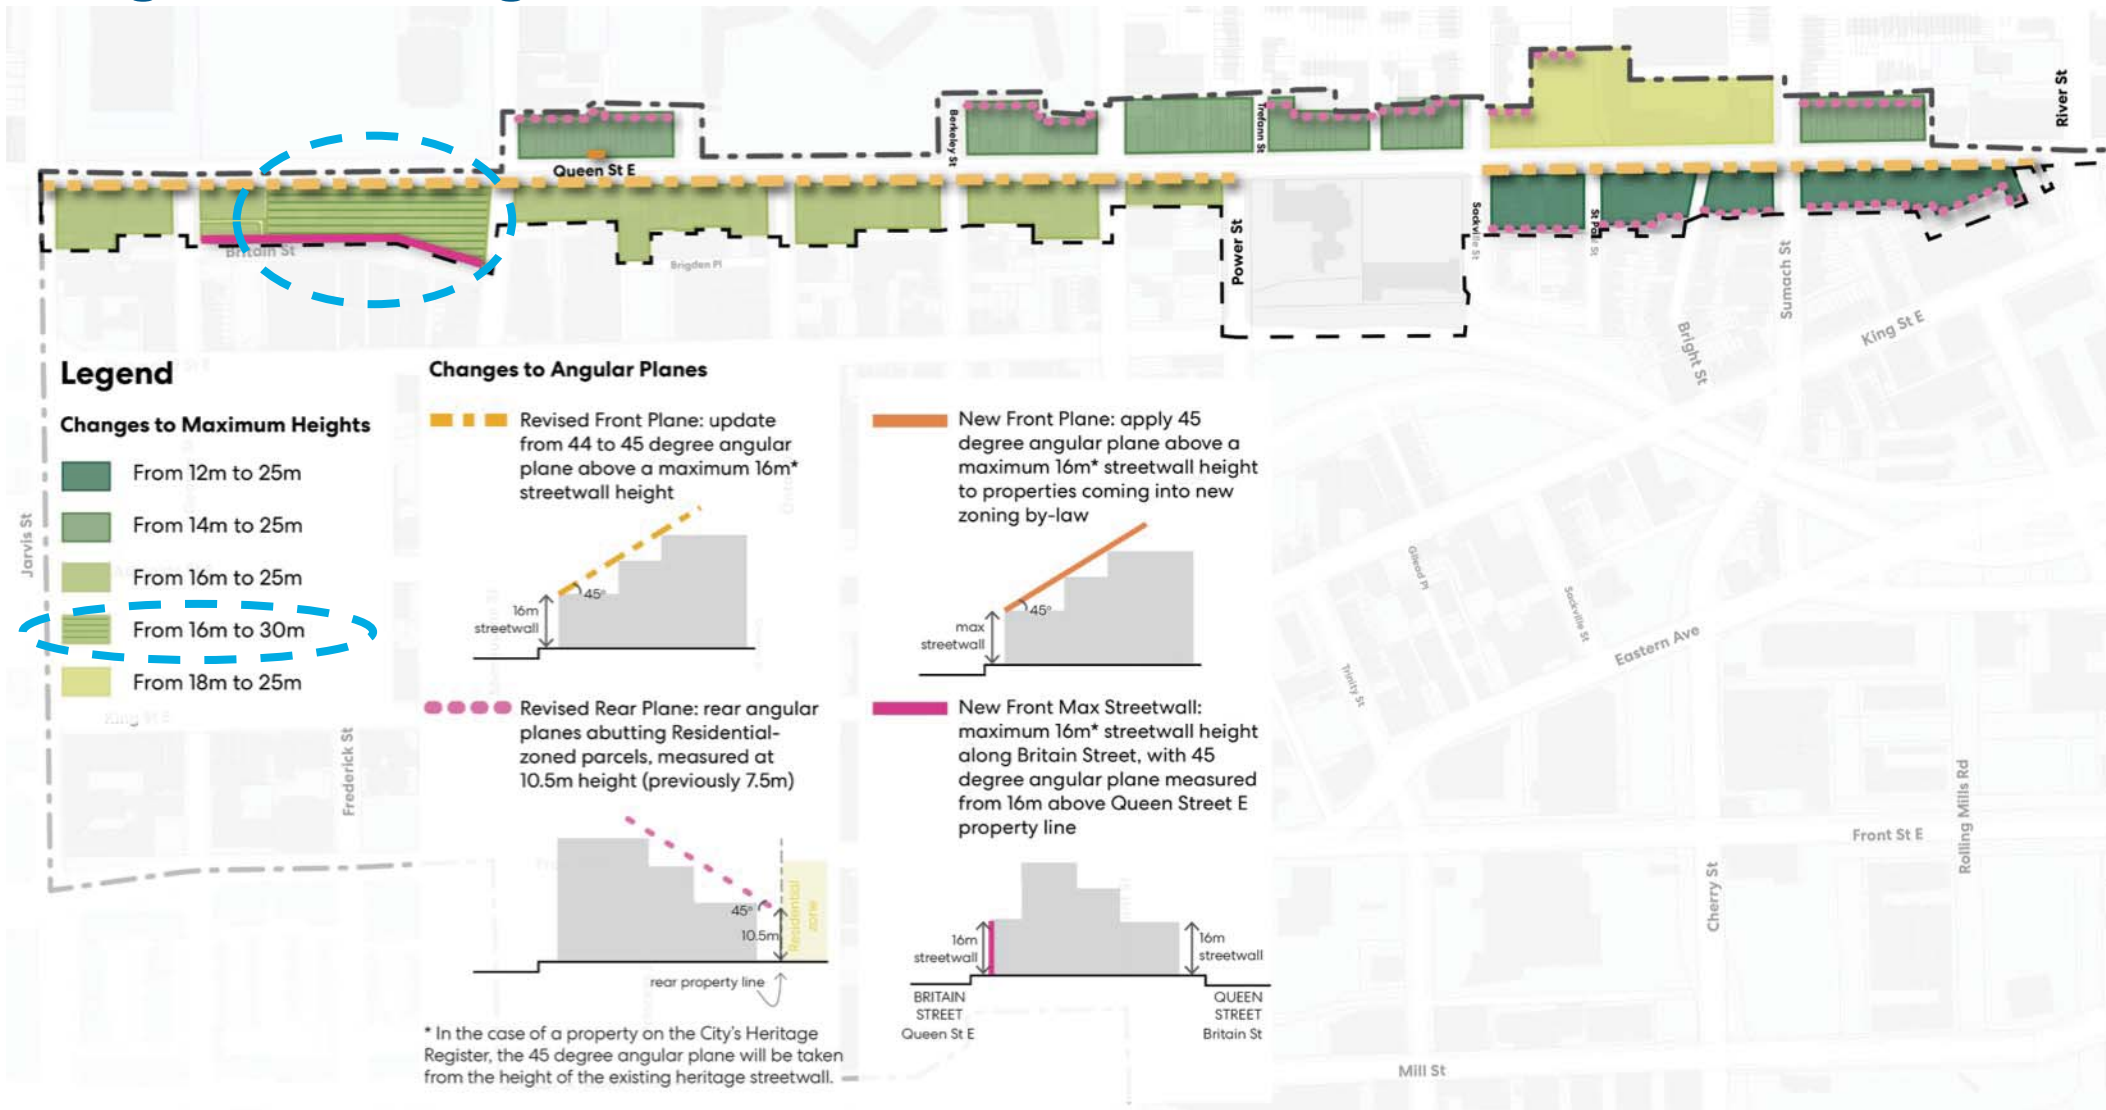 Berkeley St
Trefann St
River St
Queen St E
Britain St
Brigden Pl
Power St
Sackville St
St Paul St
Sumach St
Bright St
King St E
Legend
Changes to Maximum Heights
From 12m to 25m
From 14m to 25m
From 16m to 25m
From 16m to 30m
From 18m to 25m
Jarvis St
King St E
Frederick St
Changes to Angular Planes
Revised Front Plane: update
from 44 to 45 degree angular
plane above a maximum 16m*
streetwall height
16m
streetwall
45°
Revised Rear Plane: rear angular
planes abutting Residential-
zoned parcels, measured at
10.5m height (previously 7.5m)
45°
10.5m
Residential
zone
rear property line
* In the case of a property on the City's Heritage
Register, the 45 degree angular plane will be taken
from the height of the existing heritage streetwall.
New Front Plane: apply 45
degree angular plane above a
maximum 16m* streetwall height
to properties coming into new
zoning by-law
max
streetwall
45°
New Front Max Streetwall:
maximum 16m* streetwall height
along Britain Street, with 45
degree angular plane measured
from 16m above Queen Street E
property line
16m
streetwall
16m
streetwall
BRITAIN
STREET
Queen St E
QUEEN
STREET
Britain St
Gilead Pl
Sackville St
Trinity St
Eastern Ave
Front St E
Rolling Mills Rd
Cherry St
Mill St